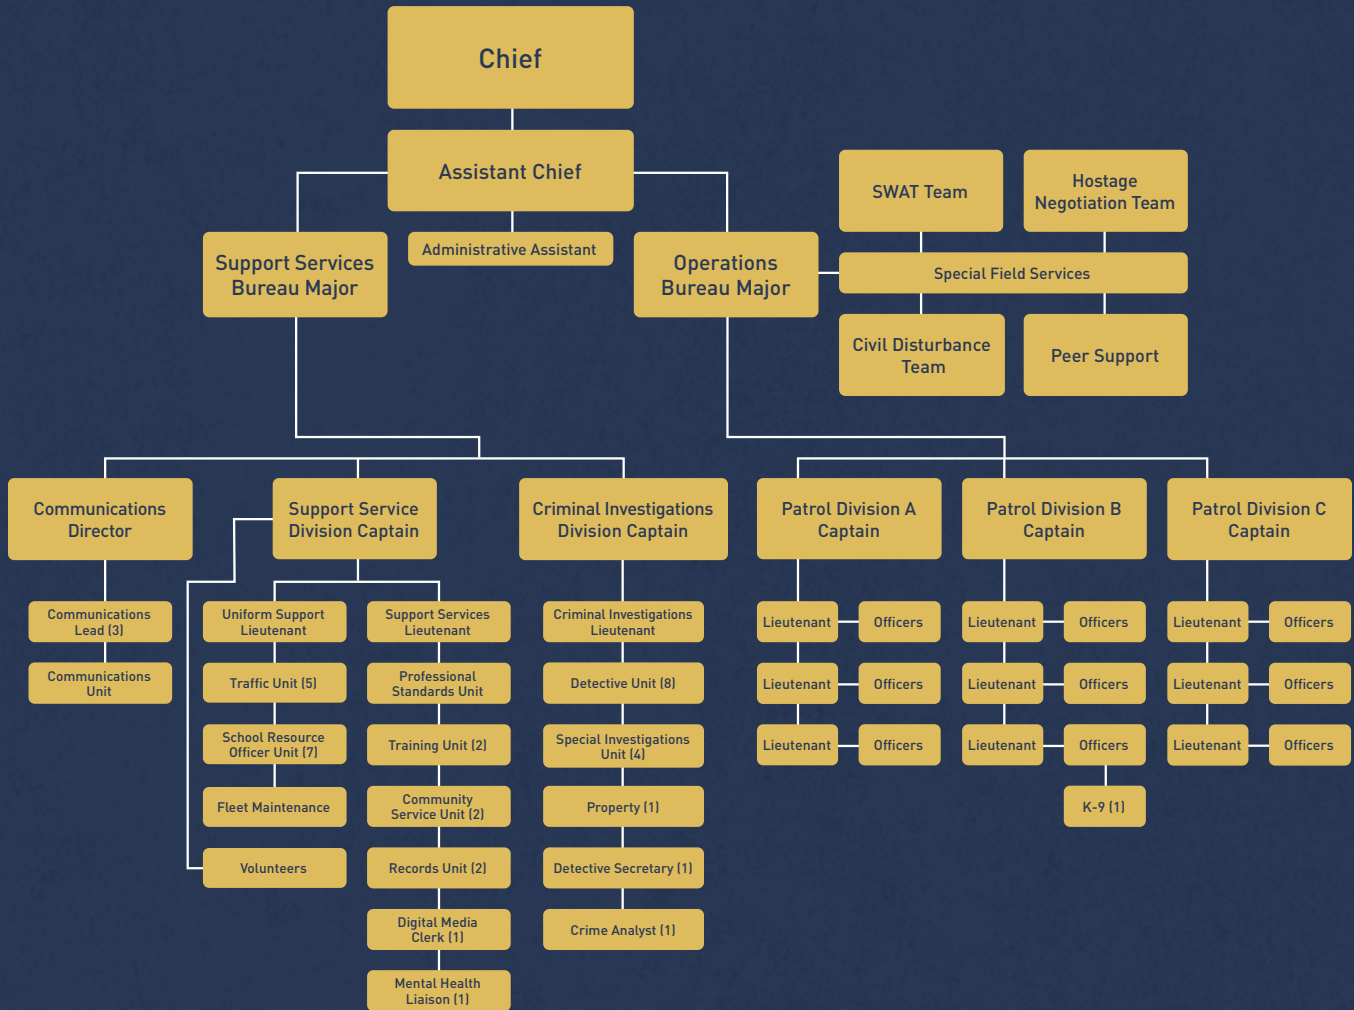 Chief
Assistant Chief
Administrative Assistant
Support Services
Bureau Major
Operations
Bureau Major
SWAT Team
Hostage
Negotiation Team
Special Field Services
Civil Disturbance
Team
Peer Support
Communications
Director
Communications
Lead (3)
Communications
Unit
Support Service
Division Captain
Uniform Support
Lieutenant
Traffic Unit (5)
School Resource
Officer Unit (7)
Fleet Maintenance
Volunteers
Support Services
Lieutenant
Professional
Standards Unit
Training Unit (2)
Community
Service Unit (2)
Records Unit (2)
Digital Media
Clerk (1)
Mental Health
Liaison (1)
Criminal Investigations
Division Captain
Criminal Investigations
Lieutenant
Detective Unit (8)
Special Investigations
Unit (4)
Property (1)
Detective Secretary (1)
Crime Analyst (1)
Patrol Division A
Captain
Lieutenant
Officers
Lieutenant
Officers
Lieutenant
Officers
Patrol Division B
Captain
Lieutenant
Officers
Lieutenant
Officers
Lieutenant
Officers
K-9 (1)
Patrol Division C
Captain
Lieutenant
Officers
Lieutenant
Officers
Lieutenant
Officers